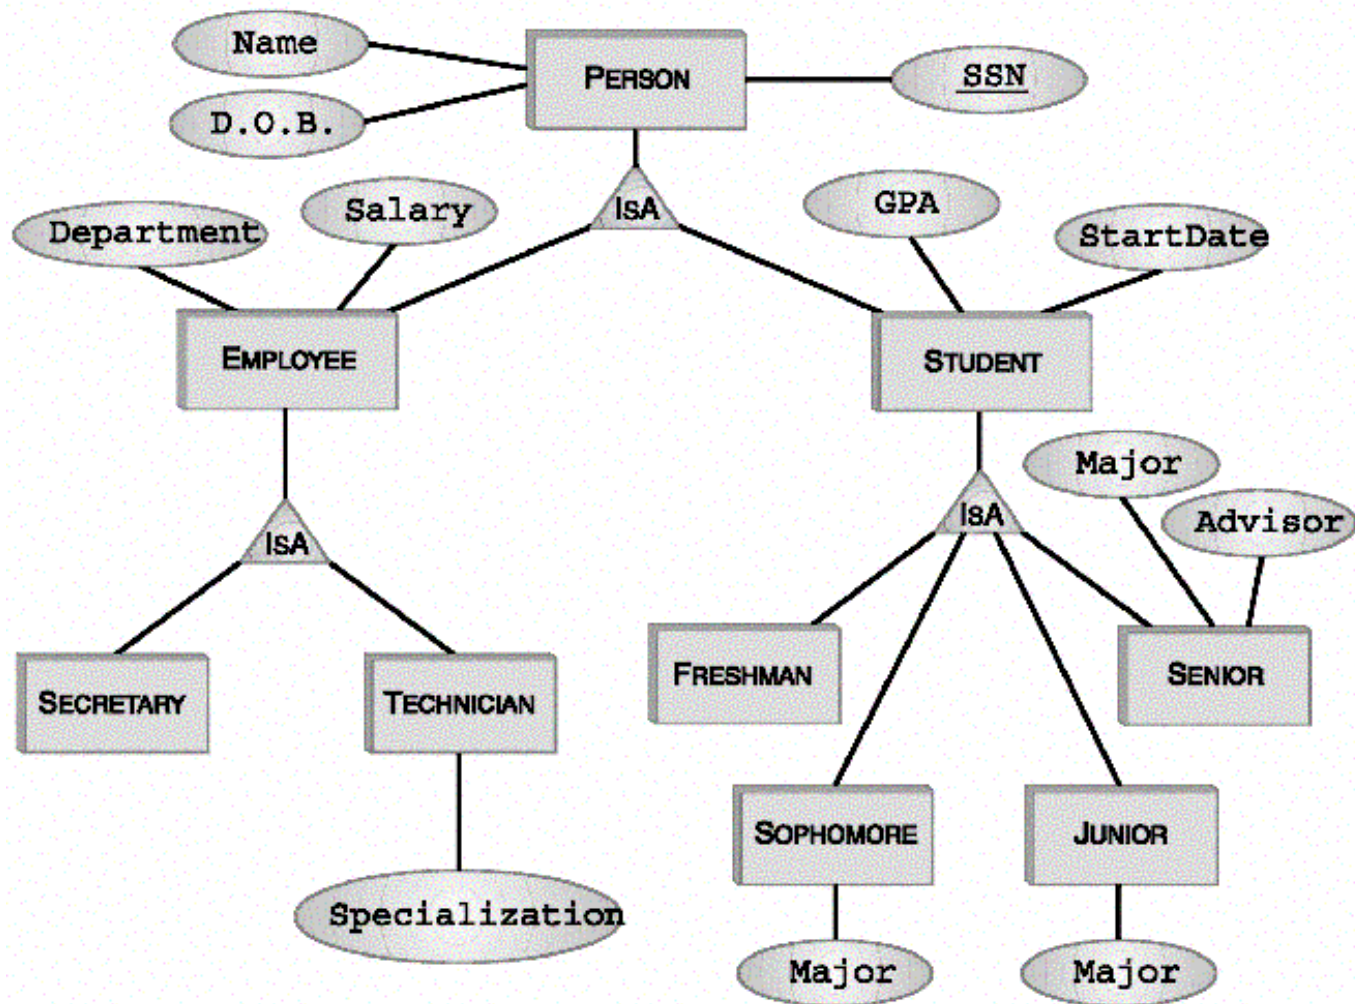 Name
PERSON
SSN
D.O.B.
Department
Salary
IsA
GPA
StartDate
EMPLOYEE
STUDENT
Major
Advisor
IsA
IsA
SECRETARY
TECHNICIAN
FRESHMAN
SENIOR
SOPHOMORE
JUNIOR
Specialization
Major
Major